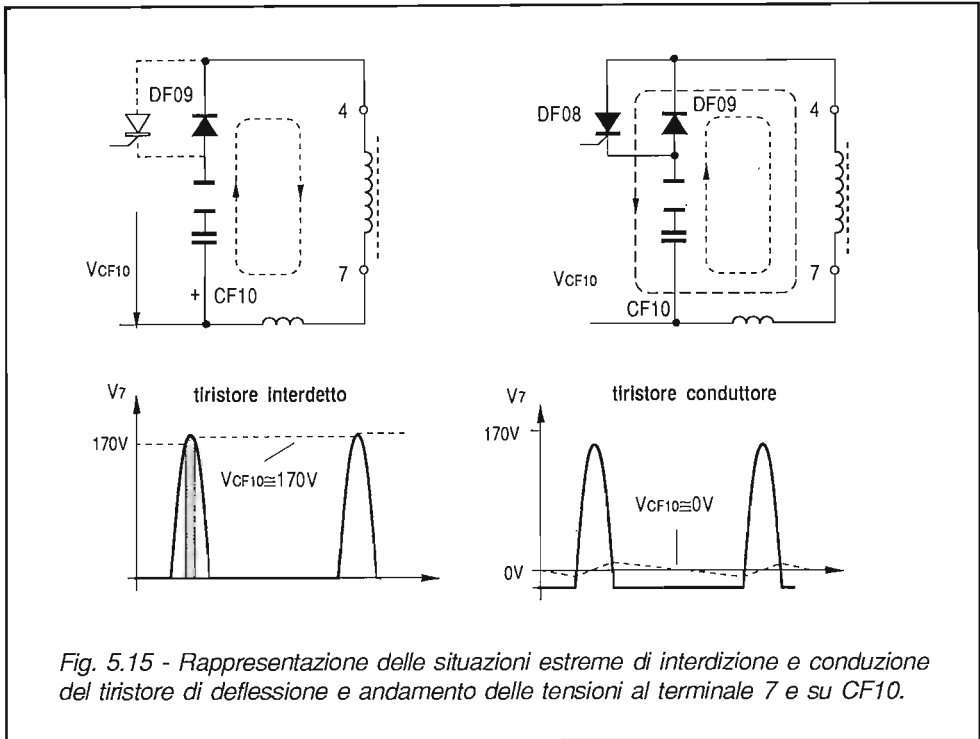 DF09
4
7
VCF10
+ CF10
DF08
DF09
4
7
VCF10
CF10
V7
tiristore interdetto
170V
VCF10≅170V
V7
tiristore conduttore
170V
VCF10≅0V
0V
Fig. 5.15 - Rappresentazione delle situazioni estreme di interdizione e conduzione
del tiristore di deflessione e andamento delle tensioni al terminale 7 e su CF10.